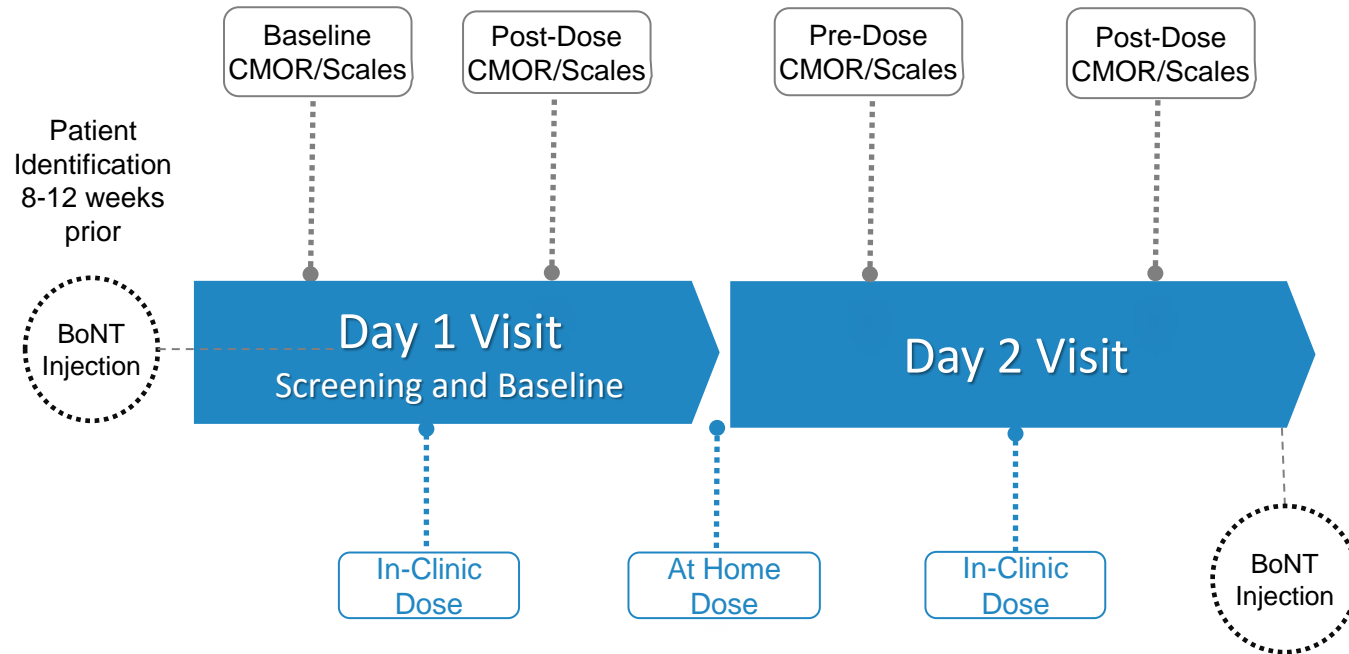 Baseline
CMOR/Scales
Post-Dose
CMOR/Scales
Pre-Dose
CMOR/Scales
Post-Dose
CMOR/Scales
Patient
Identification
8-12 weeks
prior
BoNT
Injection
Day 1 Visit
Screening and Baseline
Day 2 Visit
In-Clinic
Dose
At Home
Dose
In-Clinic
Dose
BoNT
Injection